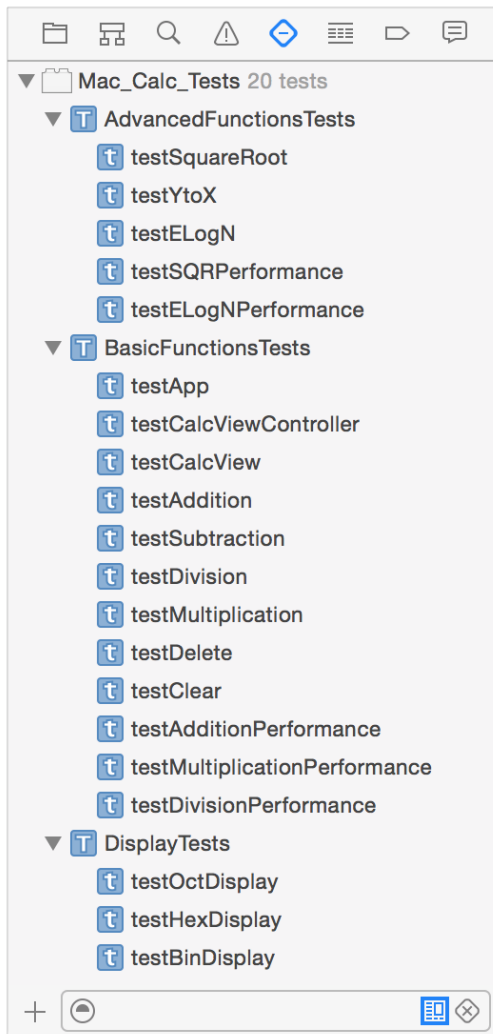 Mac_Calc_Tests 20 tests
T AdvancedFunctionsTests
t testSquareRoot
t testYtoX
t testELogN
t testSQRPerformance
t testELogNPerformance
T BasicFunctionsTests
t testApp
t testCalcViewController
t testCalcView
t testAddition
t testSubtraction
t testDivision
t testMultiplication
t testDelete
t testClear
t testAdditionPerformance
t testMultiplicationPerformance
t testDivisionPerformance
T DisplayTests
t testOctDisplay
t testHexDisplay
t testBinDisplay